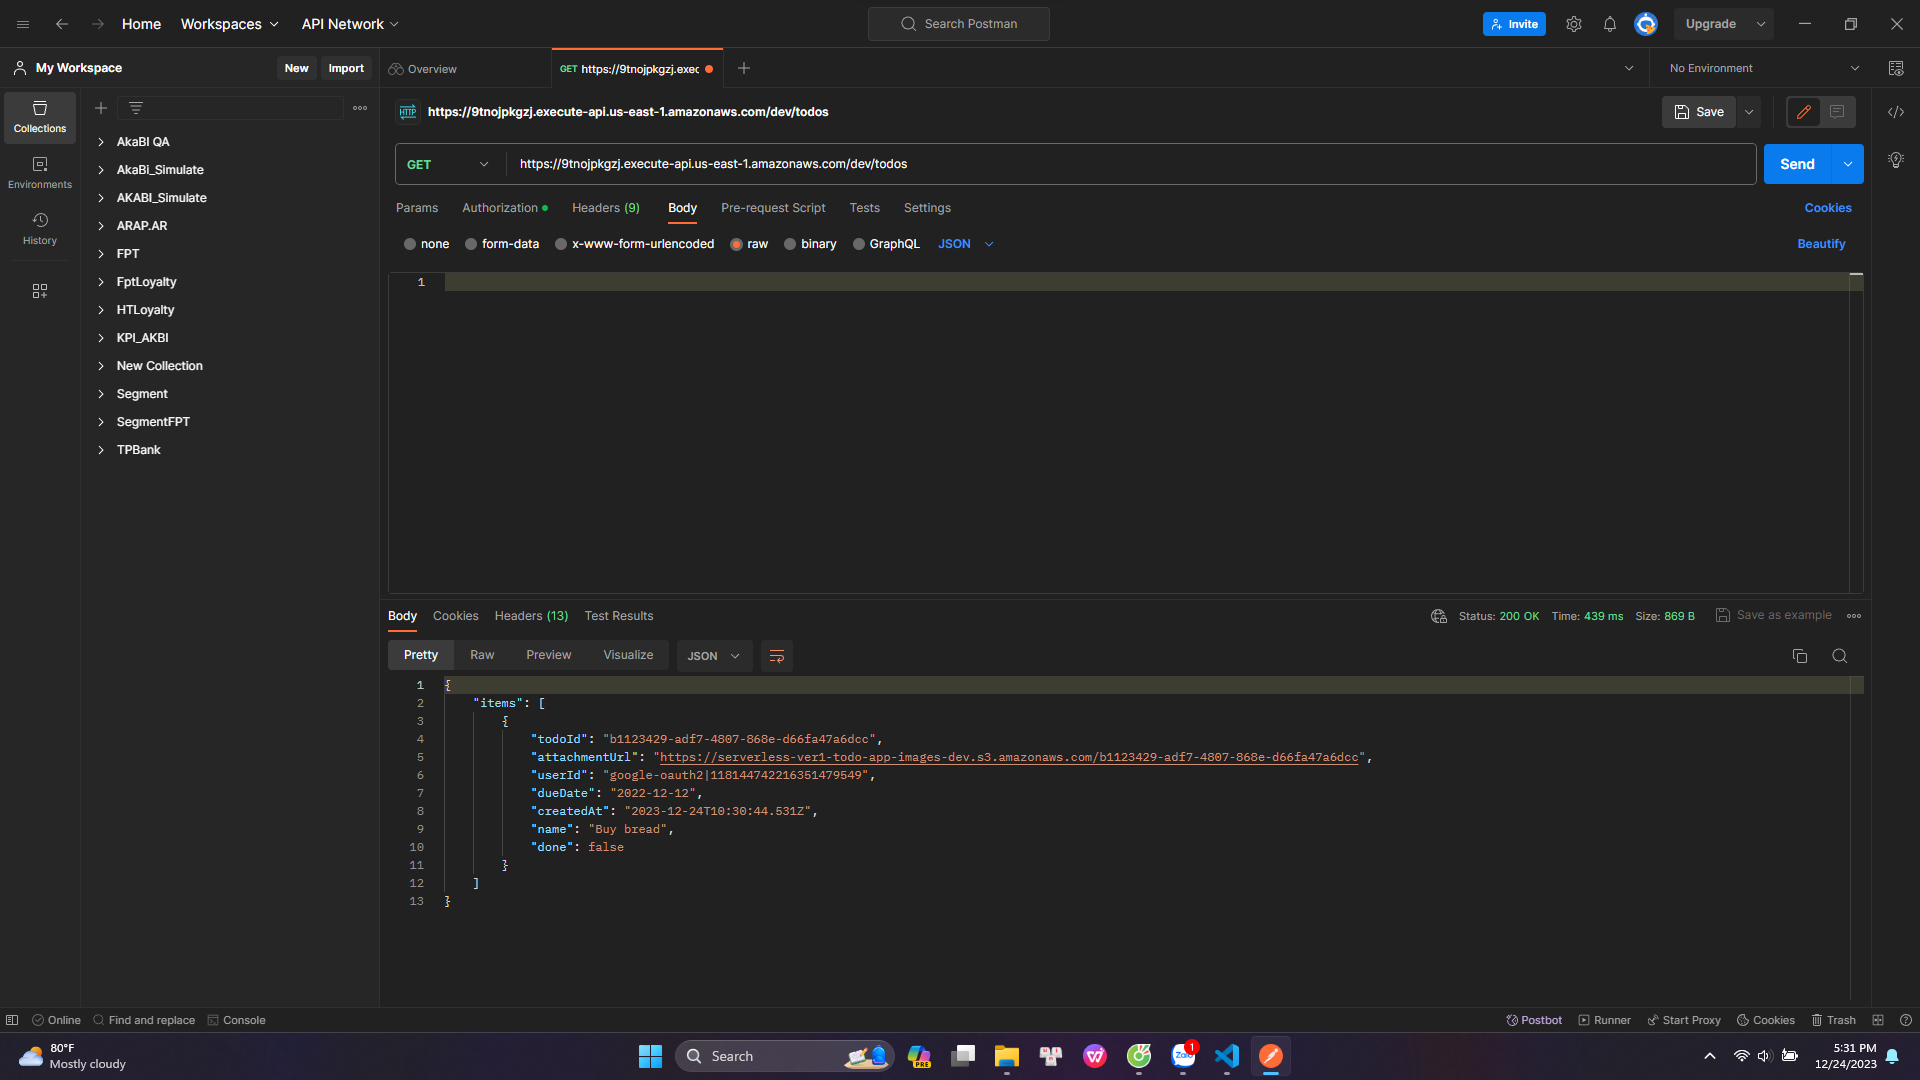 Home Workspaces API Network Search Postman Invite Upgrade
My Workspace New Import Overview GET https://9tnojpkgzj.exec No Environment
Collections
Environments
History
AkaBI QA
AkaBi_Simulate
AKABI_Simulate
ARAP.AR
FPT
FptLoyalty
HTLoyalty
KPI_AKBI
New Collection
Segment
SegmentFPT
TPBank
HTTP https://9tnojpkgzj.execute-api.us-east-1.amazonaws.com/dev/todos Save
GET https://9tnojpkgzj.execute-api.us-east-1.amazonaws.com/dev/todos Send
Params Authorization Headers (9) Body Pre-request Script Tests Settings Cookies
none form-data x-www-form-urlencoded raw binary GraphQL JSON Beautify
1
Body Cookies Headers (13) Test Results Status: 200 OK Time: 439 ms Size: 869 B Save as example
Pretty Raw Preview Visualize JSON
1 {
2 "items": [
3 {
4 "todoId": "b1123429-adf7-4807-868e-d66fa47a6dcc",
5 "attachmentUrl": "https://serverless-ver1-todo-app-images-dev.s3.amazonaws.com/b1123429-adf7-4807-868e-d66fa47a6dcc",
6 "userId": "google-oauth2|118144742216351479549",
7 "dueDate": "2022-12-12",
8 "createdAt": "2023-12-24T10:30:44.531Z",
9 "name": "Buy bread",
10 "done": false
11 }
12 ]
13 }
Online Find and replace Console Postbot Runner Start Proxy Cookies Trash
80°F
Mostly cloudy
Search
PRE
Zalo
1
5:31 PM
12/24/2023